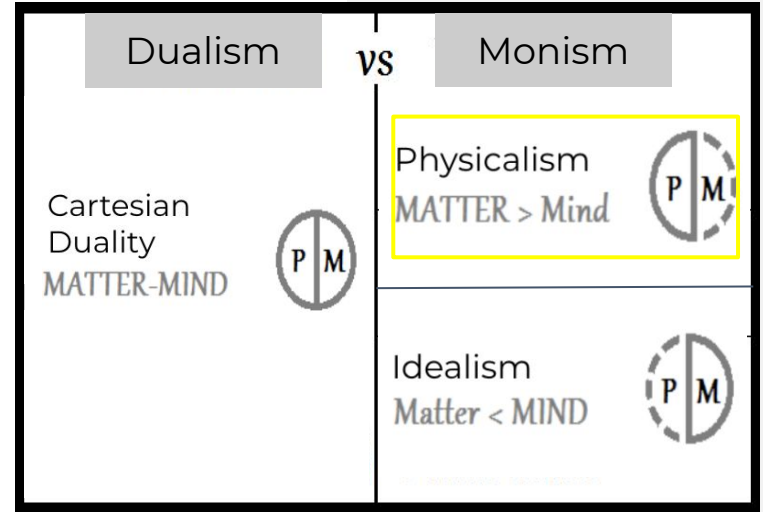 Dualism
vs
Monism
Cartesian
Duality
MATTER-MIND
P M
Physicalism
MATTER > Mind
P M
Idealism
Matter < MIND
P M